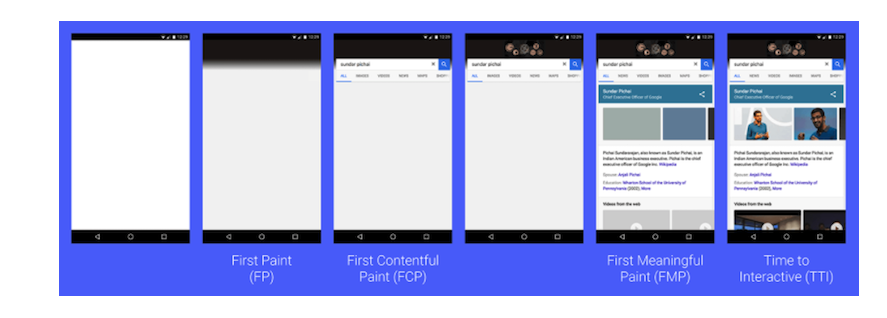 12:29
12:29
12:29
sundar pichai
ALL IMAGES VIDEOS NEWS MAPS
12:29
sundar pichai
ALL IMAGES VIDEOS NEWS MAPS
12:29
sundar pichai
ALL NEWS VIDEOS IMAGES MAPS
Sundar Pichai
Chief Executive Officer of Google
Pichai Sundararajan, also known as Sundar Pichai, is an
Indian American business executive. Pichai is the chief
executive officer of Google Inc. Wikipedia
Spouse: Anjali Pichai
Education: Wharton School of the University of
Pennsylvania (2002), More
Videos from the web
12:29
sundar pichai
ALL NEWS VIDEOS IMAGES MAPS
Sundar Pichai
Chief Executive Officer of Google
Pichai Sundararajan, also known as Sundar Pichai, is an
Indian American business executive. Pichai is the chief
executive officer of Google Inc. Wikipedia
Spouse: Anjali Pichai
Education: Wharton School of the University of
Pennsylvania (2002), More
Videos from the web
First Paint
(FP)
First Contentful
Paint (FCP)
First Meaningful
Paint (FMP)
Time to
Interactive (TTI)